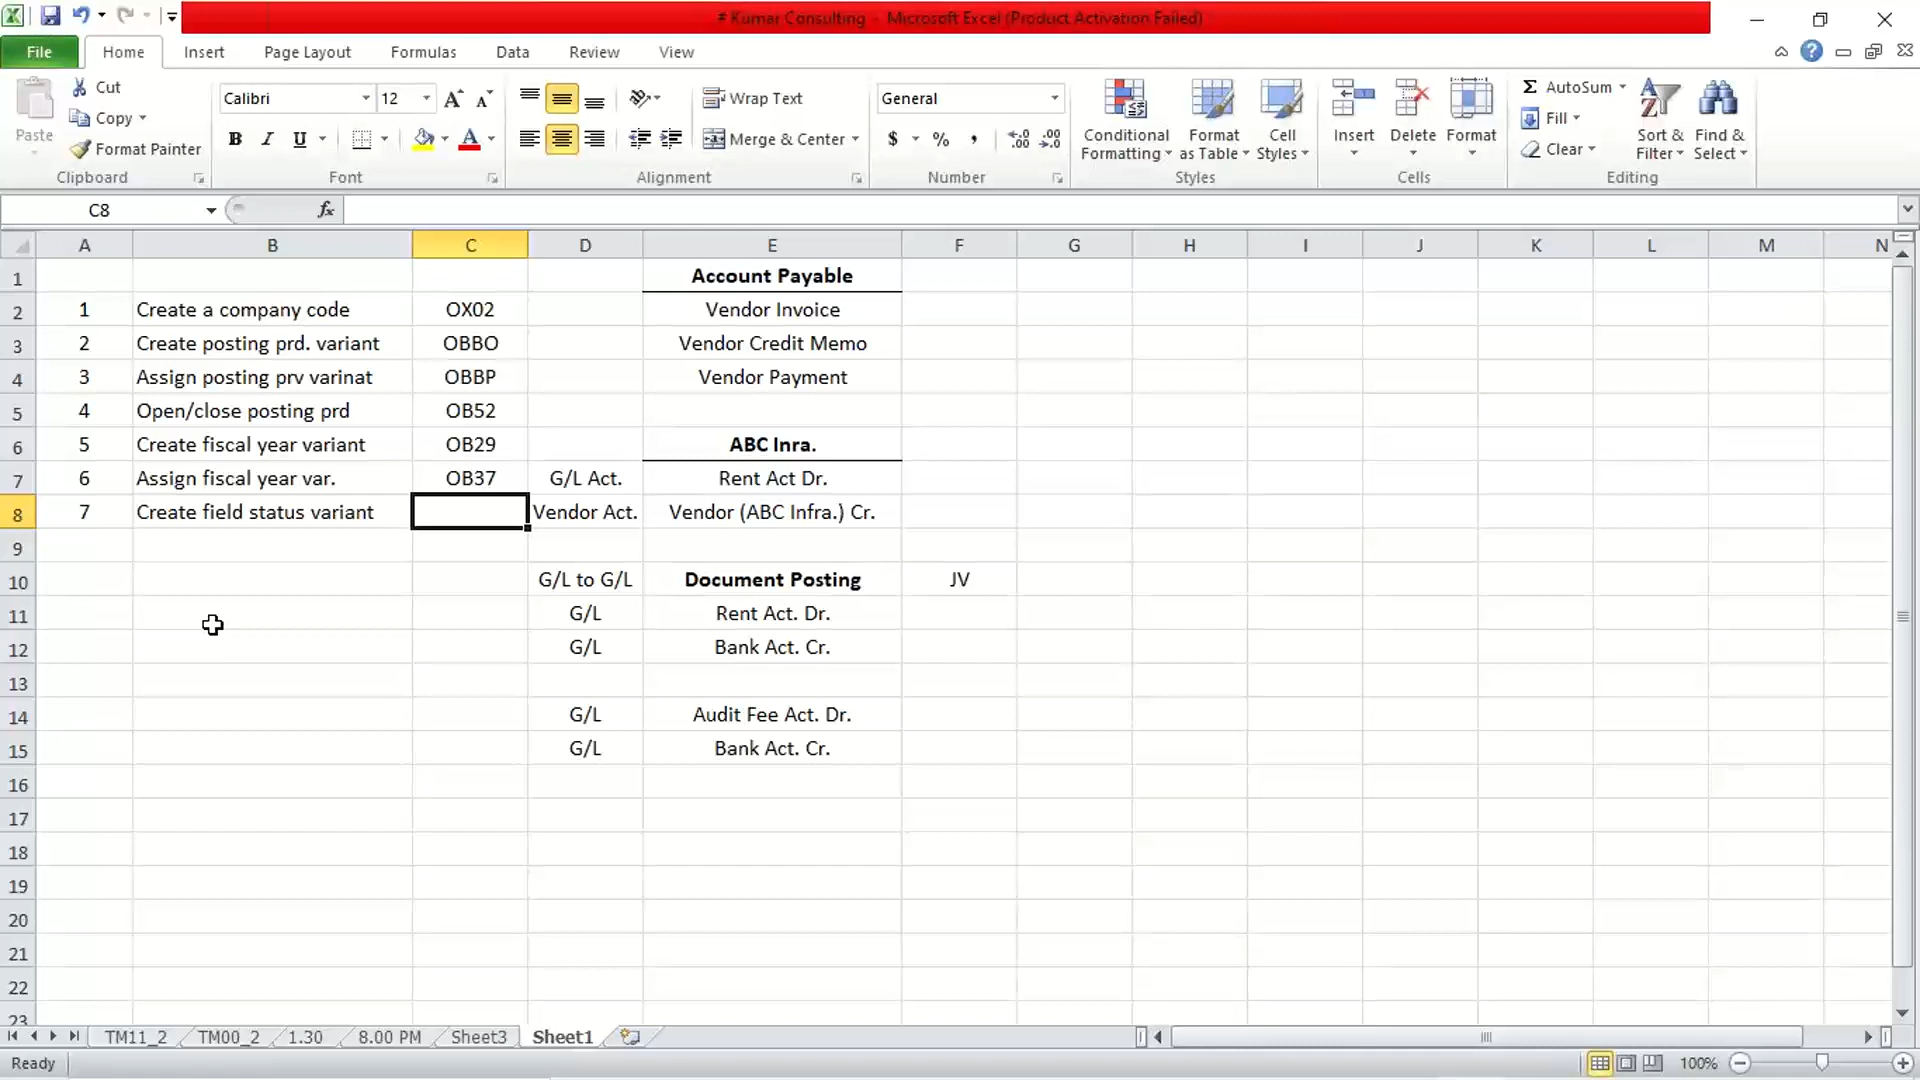 # Kumar Consulting - Microsoft Excel (Product Activation Failed)
File Home Insert Page Layout Formulas Data Review View
Paste
Cut
Copy
Format Painter
Clipboard
Calibri 12
B I U
Font
Wrap Text
Merge & Center
Alignment
General
$ % ,
Number
Conditional Formatting
Format as Table
Cell Styles
Styles
Insert Delete Format
Cells
AutoSum
Fill
Clear
Sort & Filter
Find & Select
Editing
C8 fx
A B C D E F G H I J K L M N
1 Account Payable
2 1 Create a company code OX02 Vendor Invoice
3 2 Create posting prd. variant OBBO Vendor Credit Memo
4 3 Assign posting prv varinat OBBP Vendor Payment
5 4 Open/close posting prd OB52
6 5 Create fiscal year variant OB29 ABC Inra.
7 6 Assign fiscal year var. OB37 G/L Act. Rent Act Dr.
8 7 Create field status variant Vendor Act. Vendor (ABC Infra.) Cr.
9
10 G/L to G/L Document Posting JV
11 G/L Rent Act. Dr.
12 G/L Bank Act. Cr.
13
14 G/L Audit Fee Act. Dr.
15 G/L Bank Act. Cr.
16
17
18
19
20
21
22
23
TM11_2 TM00_2 1.30 8.00 PM Sheet3 Sheet1
Ready 100%